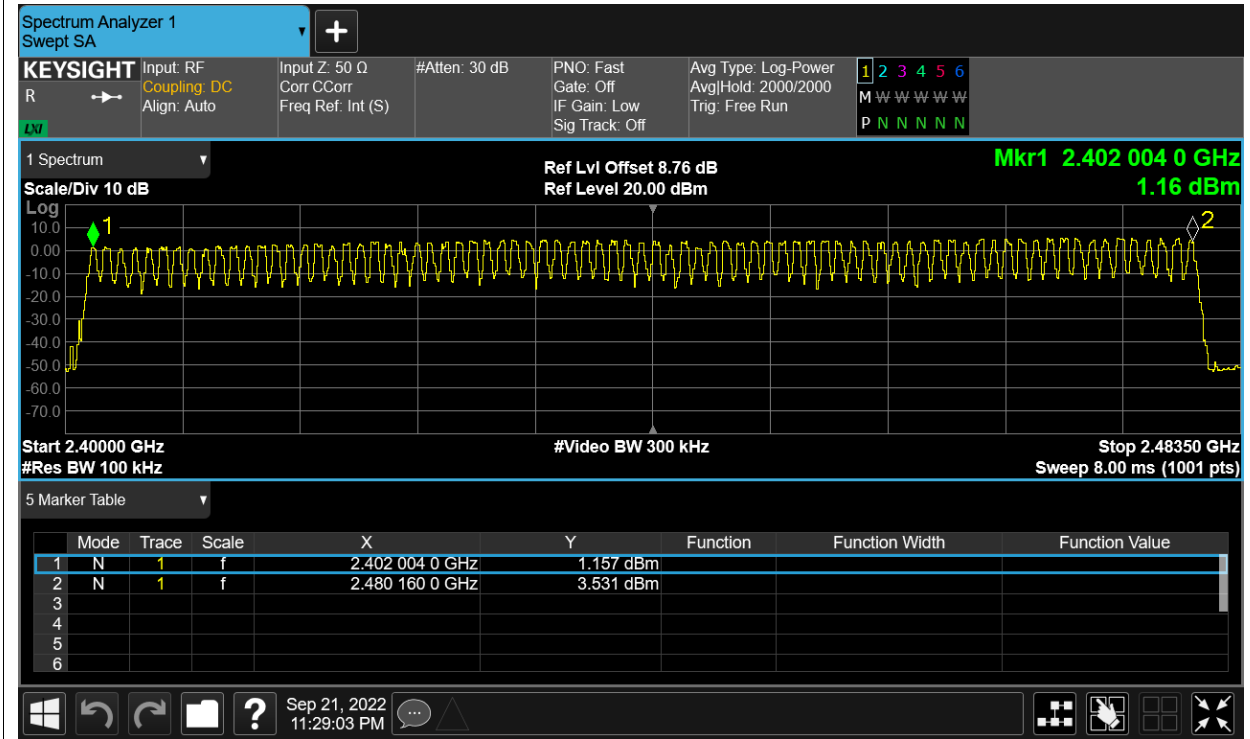 Spectrum Analyzer 1
Swept SA
+
KEYSIGHT
R
LXI
Input: RF
Coupling: DC
Align: Auto
Input Z: 50 Ω
Corr CCorr
Freq Ref: Int (S)
#Atten: 30 dB
PNO: Fast
Gate: Off
IF Gain: Low
Sig Track: Off
Avg Type: Log-Power
Avg|Hold: 2000/2000
Trig: Free Run
1 2 3 4 5 6
M W W W W W
P N N N N N
1 Spectrum
Scale/Div 10 dB
Ref Lvl Offset 8.76 dB
Ref Level 20.00 dBm
Mkr1 2.402 004 0 GHz
1.16 dBm
Log
10.0
0.00
-10.0
-20.0
-30.0
-40.0
-50.0
-60.0
-70.0
1
2
Start 2.40000 GHz
#Res BW 100 kHz
#Video BW 300 kHz
Stop 2.48350 GHz
Sweep 8.00 ms (1001 pts)
5 Marker Table
Mode Trace Scale X Y Function Function Width Function Value
1 N 1 f 2.402 004 0 GHz 1.157 dBm
2 N 1 f 2.480 160 0 GHz 3.531 dBm
3
4
5
6
?
Sep 21, 2022
11:29:03 PM